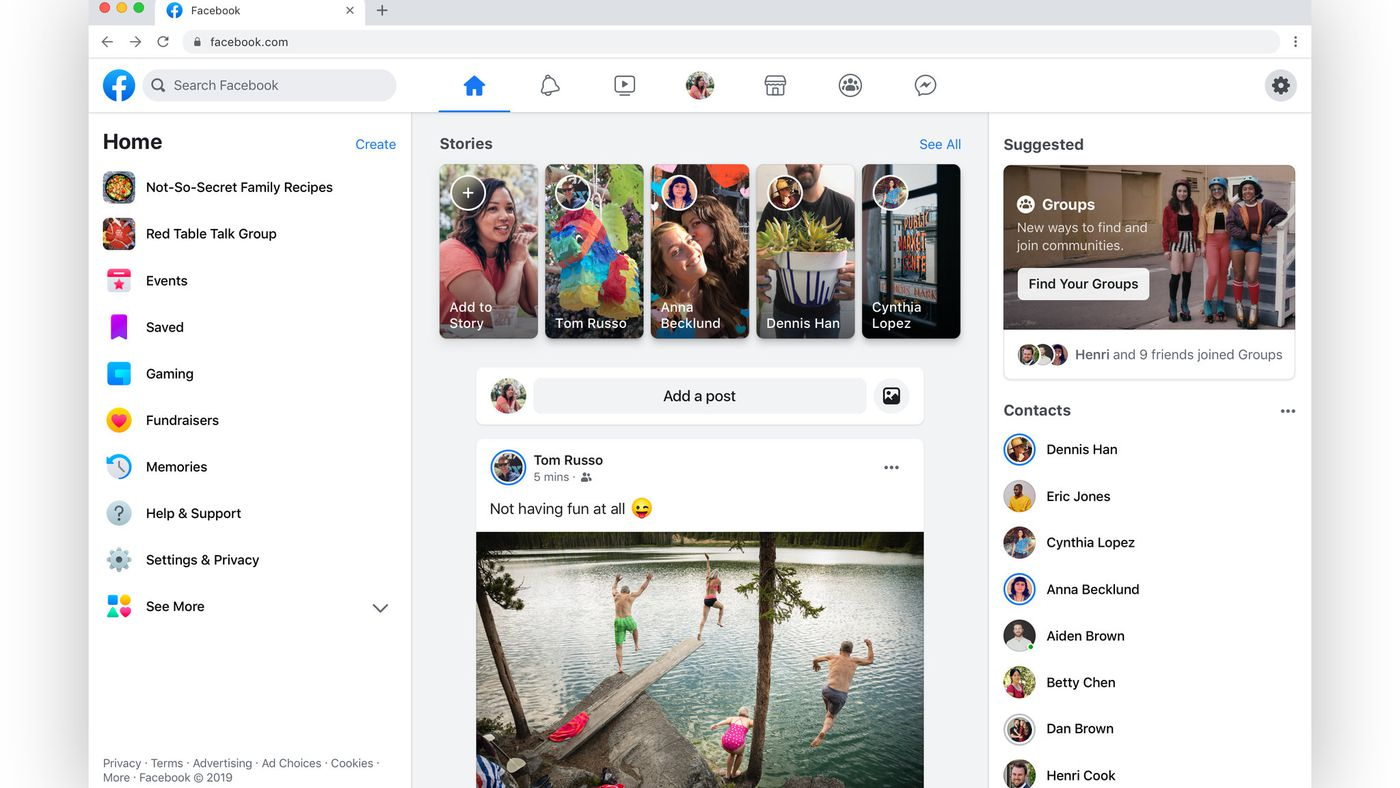 Facebook
facebook.com
Search Facebook
Home
Create
Not-So-Secret Family Recipes
Red Table Talk Group
Events
Saved
Gaming
Fundraisers
Memories
Help & Support
Settings & Privacy
See More
Privacy · Terms · Advertising · Ad Choices · Cookies ·
More · Facebook © 2019
Stories
See All
Add to
Story
Tom Russo
Anna
Becklund
Dennis Han
PUBLIC
MARKET
Cynthia
Lopez
Add a post
Tom Russo
5 mins ·
Not having fun at all 😜
Suggested
Groups
New ways to find and
join communities.
Find Your Groups
Henri and 9 friends joined Groups
Contacts
Dennis Han
Eric Jones
Cynthia Lopez
Anna Becklund
Aiden Brown
Betty Chen
Dan Brown
Henri Cook